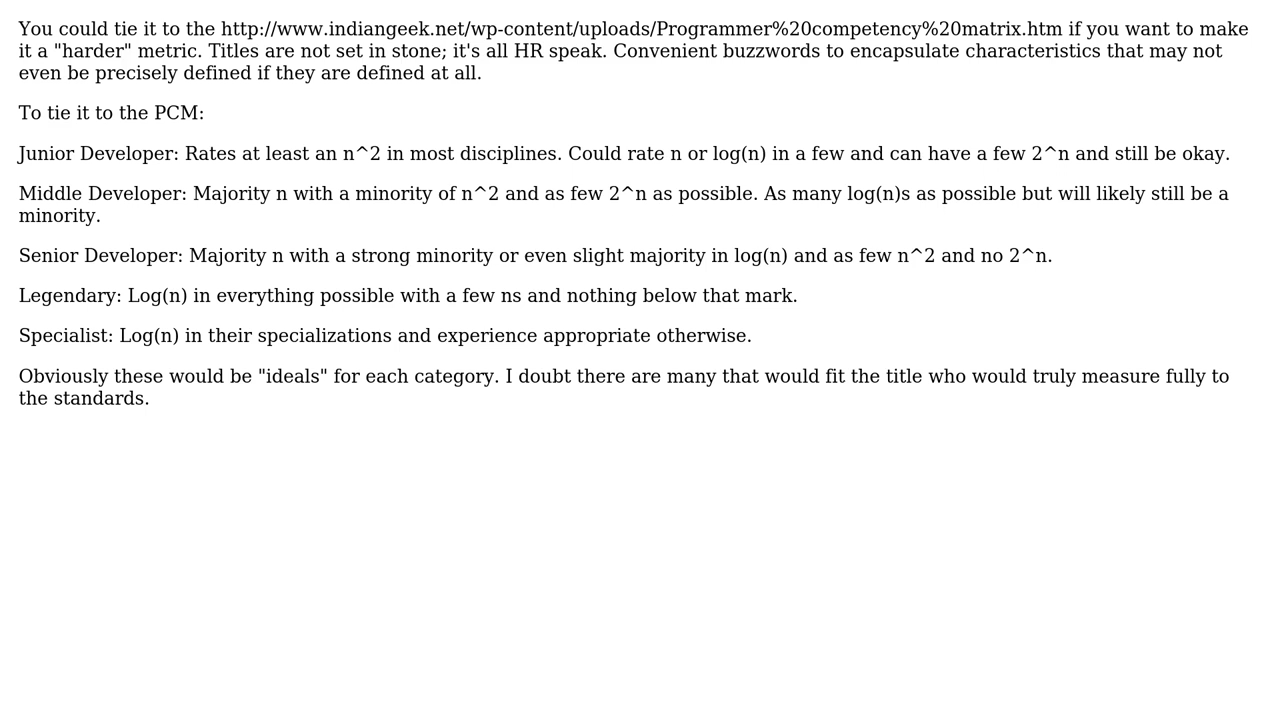 You could tie it to the http://www.indiangeek.net/wp-content/uploads/Programmer%20competency%20matrix.htm if you want to make
it a "harder" metric. Titles are not set in stone; it's all HR speak. Convenient buzzwords to encapsulate characteristics that may not
even be precisely defined if they are defined at all.
To tie it to the PCM:
Junior Developer: Rates at least an n^2 in most disciplines. Could rate n or log(n) in a few and can have a few 2^n and still be okay.
Middle Developer: Majority n with a minority of n^2 and as few 2^n as possible. As many log(n)s as possible but will likely still be a
minority.
Senior Developer: Majority n with a strong minority or even slight majority in log(n) and as few n^2 and no 2^n.
Legendary: Log(n) in everything possible with a few ns and nothing below that mark.
Specialist: Log(n) in their specializations and experience appropriate otherwise.
Obviously these would be "ideals" for each category. I doubt there are many that would fit the title who would truly measure fully to
the standards.